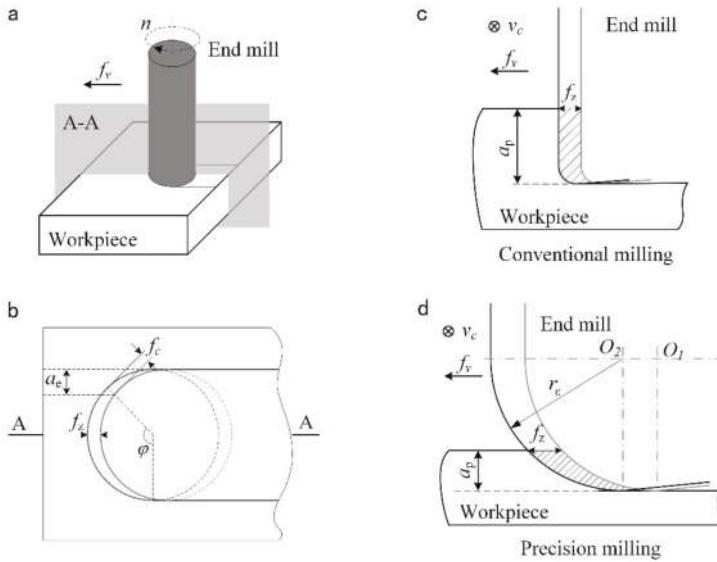 a
n
End mill
f_v
A-A
Workpiece
b
f_c
a_e
A
f_z
φ
A
c
⊗ v_c
End mill
f_v
f_z
a_p
Workpiece
Conventional milling
d
⊗ v_c
End mill
O_2
O_1
f_v
r_ε
f_z
a_p
Workpiece
Precision milling